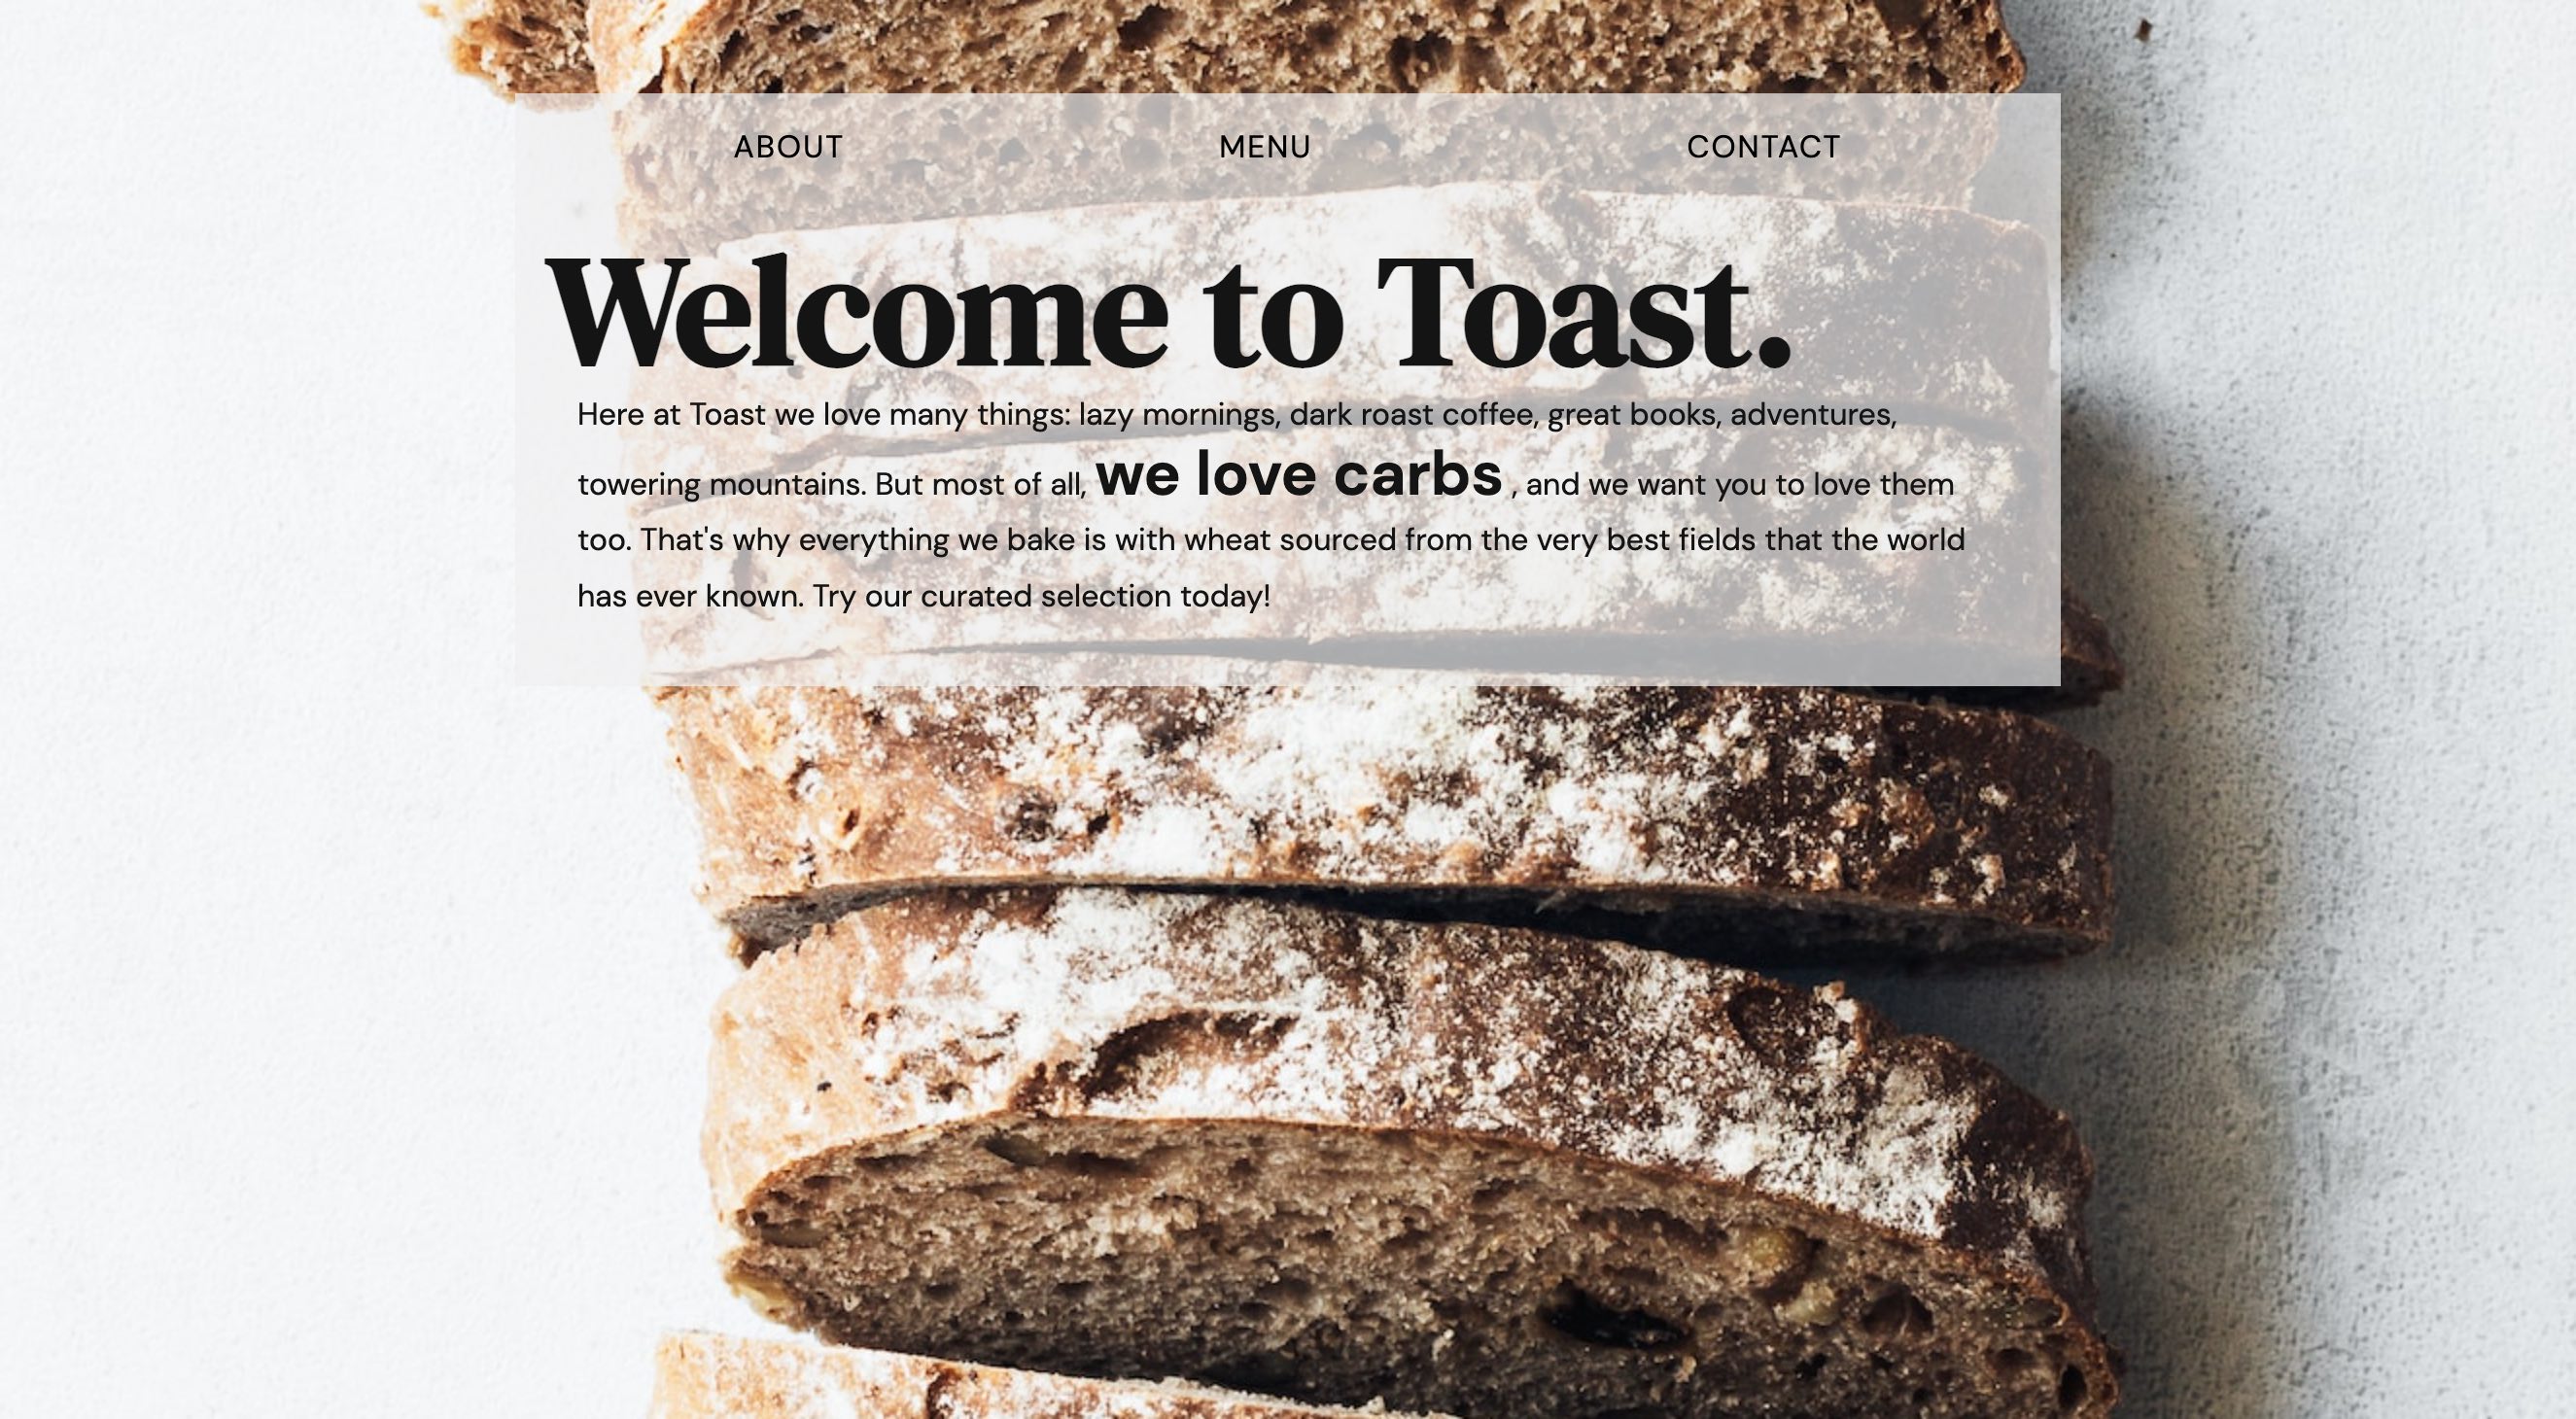 ABOUT MENU CONTACT
Welcome to Toast.
Here at Toast we love many things: lazy mornings, dark roast coffee, great books, adventures,
towering mountains. But most of all, we love carbs , and we want you to love them
too. That's why everything we bake is with wheat sourced from the very best fields that the world
has ever known. Try our curated selection today!